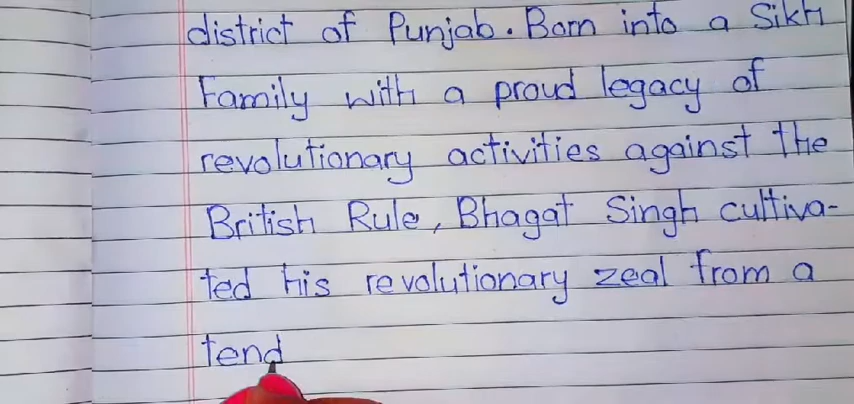 district of Punjab. Born into a Sikh
Family with a proud legacy of
revolutionary activities against the
British Rule, Bhagat Singh cultiva-
ted his revolutionary zeal from a
tend